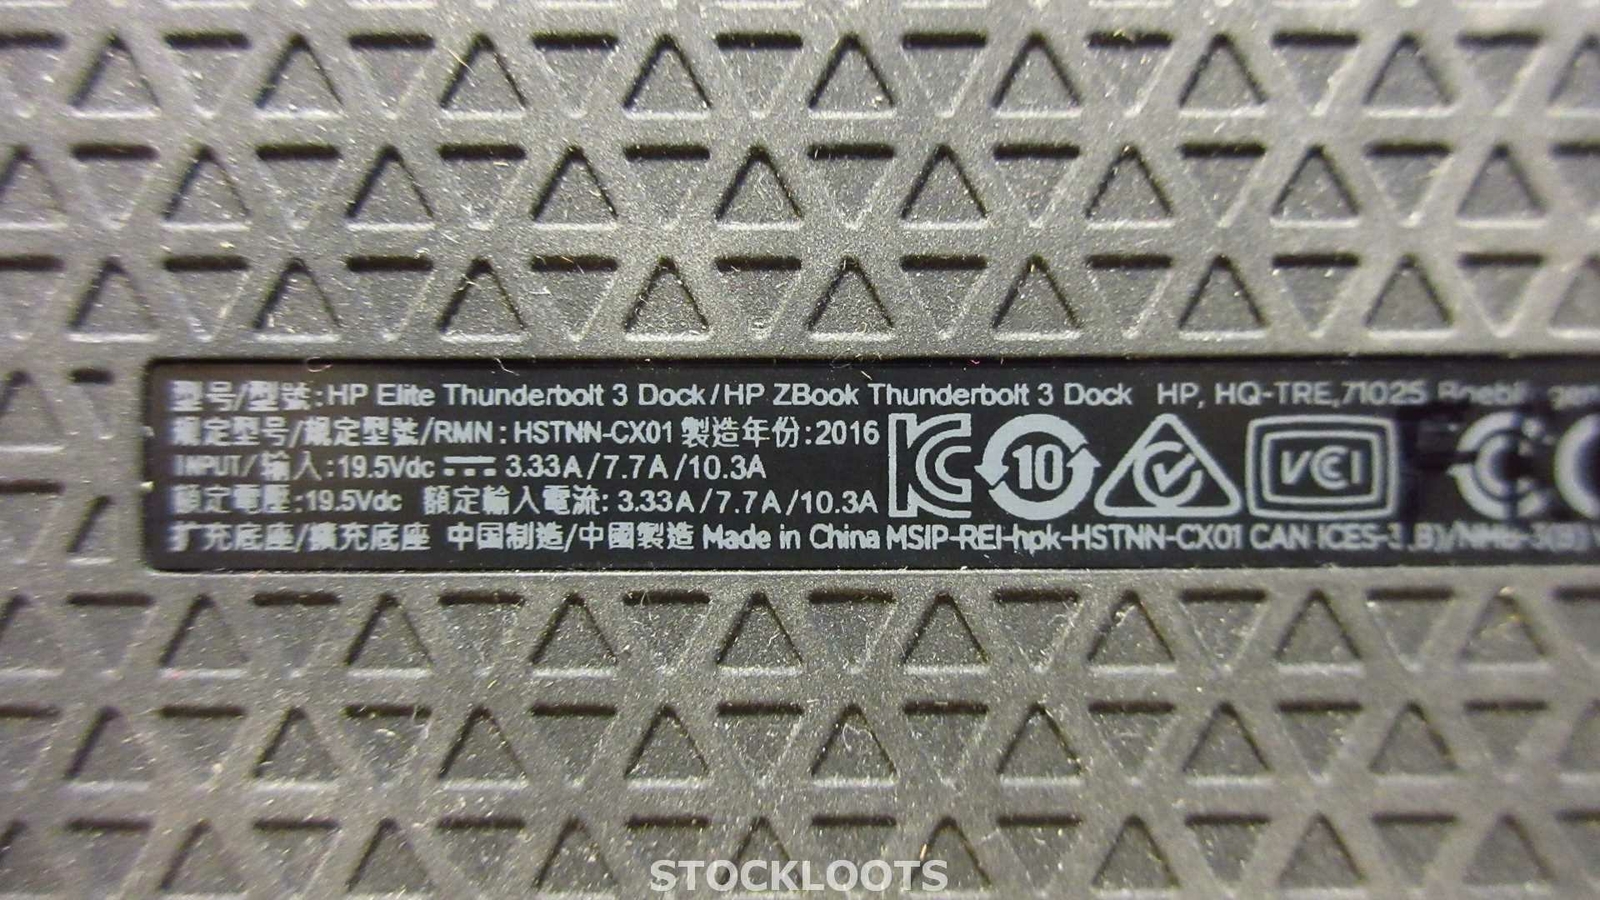 型号/型號:HP Elite Thunderbolt 3 Dock/HP ZBook Thunderbolt 3 Dock HP, HQ-TRE,71025
規定型号/規定型號/RMN:HSTNN-CX01 製造年份:2016
INPUT/输入:19.5Vdc 3.33A/7.7A/10.3A
額定電壓:19.5Vdc 額定輸入電流: 3.33A/7.7A/10.3A
KC 10 VCI
扩充底座/擴充底座 中国制造/中國製造 Made in China MSIP-REI-hpk-HSTNN-CX01 CAN ICES-3
STOCKLOOTS